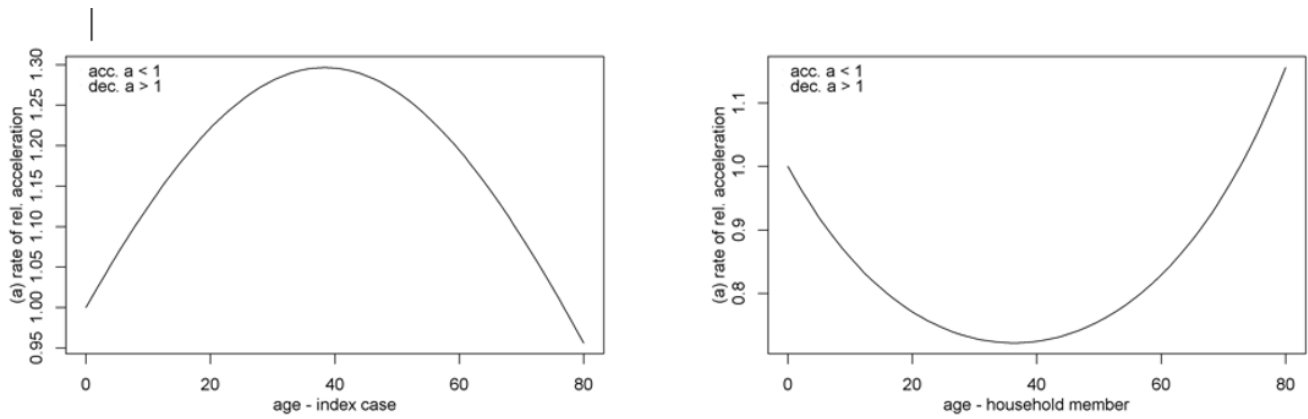 acc. a < 1
dec. a > 1
(a) rate of rel. acceleration
0.95 1.00 1.05 1.10 1.15 1.20 1.25 1.30
0 20 40 60 80
age - index case
acc. a < 1
dec. a > 1
(a) rate of rel. acceleration
0.8 0.9 1.0 1.1
0 20 40 60 80
age - household member